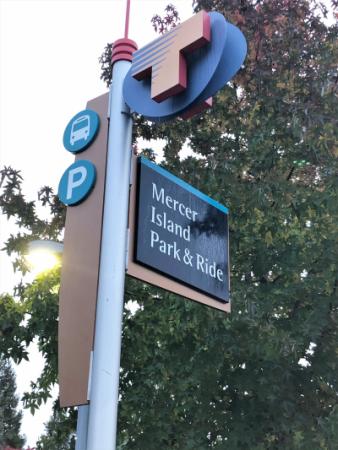 T
P
Mercer
Island
Park & Ride